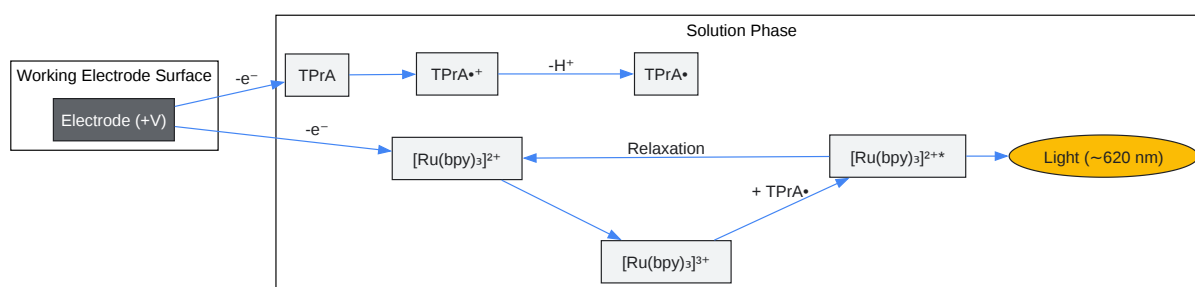 Solution Phase
Working Electrode Surface
Electrode (+V)
-e⁻
TPrA
TPrA•⁺
-H⁺
TPrA•
-e⁻
[Ru(bpy)₃]²⁺
Relaxation
[Ru(bpy)₃]²⁺*
Light (~620 nm)
+ TPrA•
[Ru(bpy)₃]³⁺